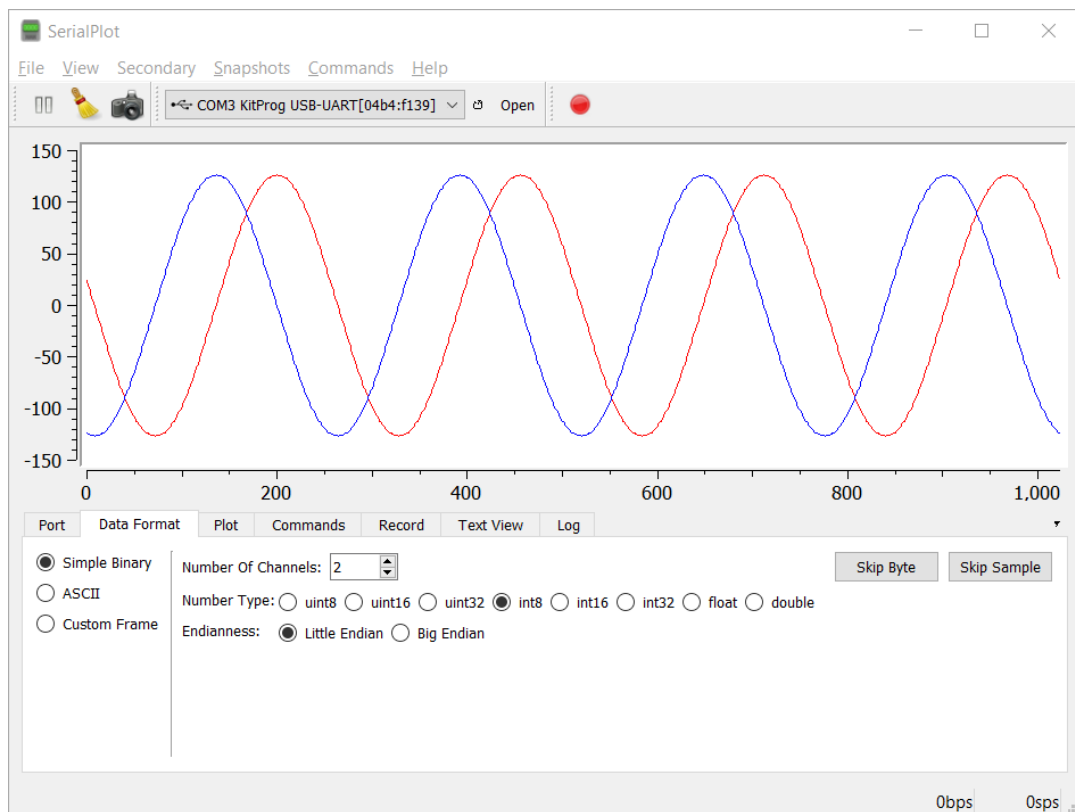 SerialPlot
File View Secondary Snapshots Commands Help
COM3 KitProg USB-UART[04b4:f139] Open
150
100
50
0
-50
-100
-150
0 200 400 600 800 1,000
Port Data Format Plot Commands Record Text View Log
Simple Binary Number Of Channels: 2 Skip Byte Skip Sample
ASCII Number Type: uint8 uint16 uint32 int8 int16 int32 float double
Custom Frame Endianness: Little Endian Big Endian
0bps 0sps